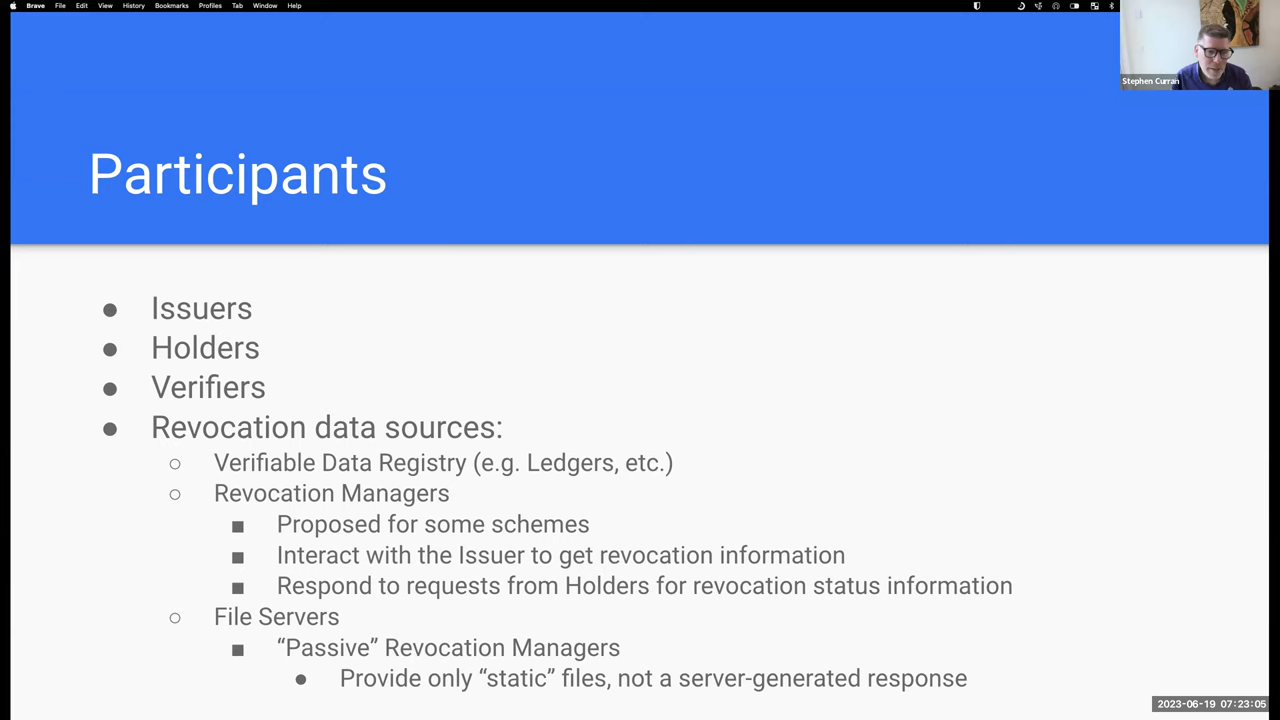 Brave File Edit View History Bookmarks Profiles Tab Window Help
Stephen Curran
Participants
● Issuers
● Holders
● Verifiers
● Revocation data sources:
○ Verifiable Data Registry (e.g. Ledgers, etc.)
○ Revocation Managers
■ Proposed for some schemes
■ Interact with the Issuer to get revocation information
■ Respond to requests from Holders for revocation status information
○ File Servers
■ “Passive” Revocation Managers
● Provide only “static” files, not a server-generated response
2023-06-19 07:23:05